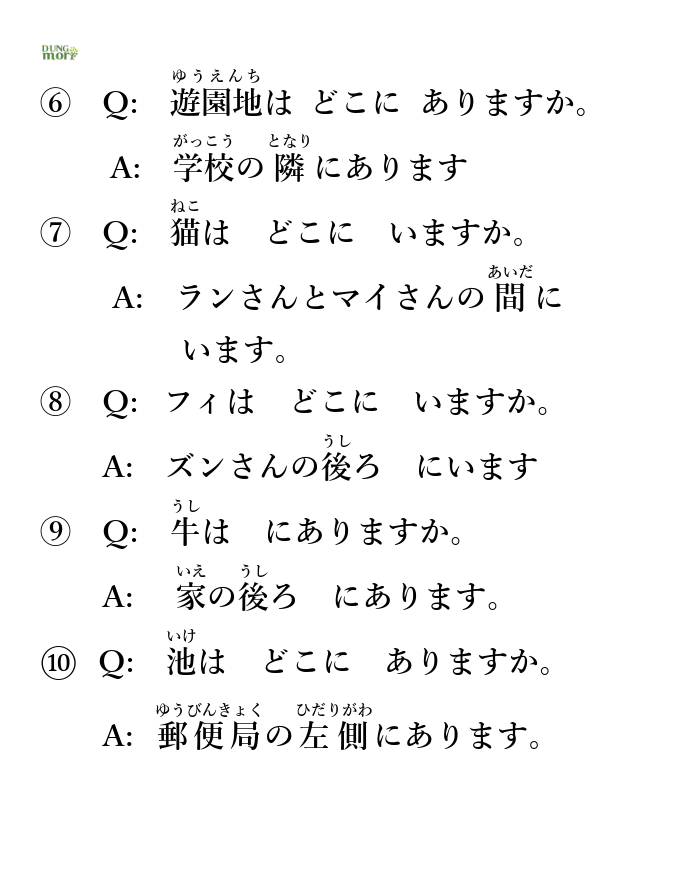 DUNG
mori
ゆうえんち
⑥ Q: 遊園地は どこに ありますか。
がっこう となり
A: 学校の 隣 にあります
ねこ
⑦ Q: 猫は どこに いますか。
あいだ
A: ランさんとマイさんの 間 に
います。
⑧ Q: フィは どこに いますか。
うし
A: ズンさんの後ろ にいます
うし
⑨ Q: 牛は にありますか。
いえ うし
A: 家の後ろ にあります。
いけ
⑩ Q: 池は どこに ありますか。
ゆうびんきょく ひだりがわ
A: 郵便局の左側にあります。